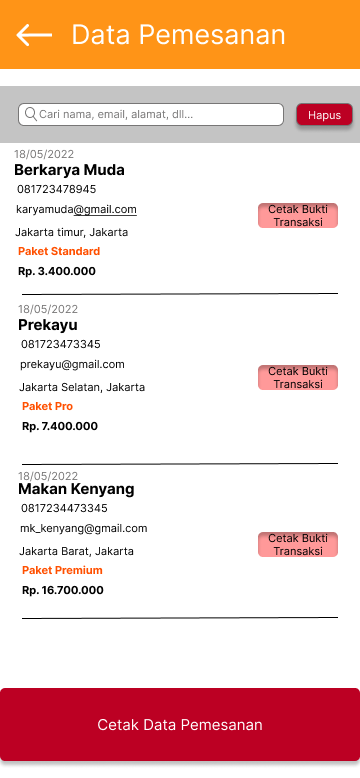 Data Pemesanan
Cari nama, email, alamat, dll...
Hapus
18/05/2022
Berkarya Muda
081723478945
karyamuda@gmail.com
Jakarta timur, Jakarta
Paket Standard
Rp. 3.400.000
Cetak Bukti
Transaksi
18/05/2022
Prekayu
081723473345
prekayu@gmail.com
Jakarta Selatan, Jakarta
Paket Pro
Rp. 7.400.000
Cetak Bukti
Transaksi
18/05/2022
Makan Kenyang
0817234473345
mk_kenyang@gmail.com
Jakarta Barat, Jakarta
Paket Premium
Rp. 16.700.000
Cetak Bukti
Transaksi
Cetak Data Pemesanan